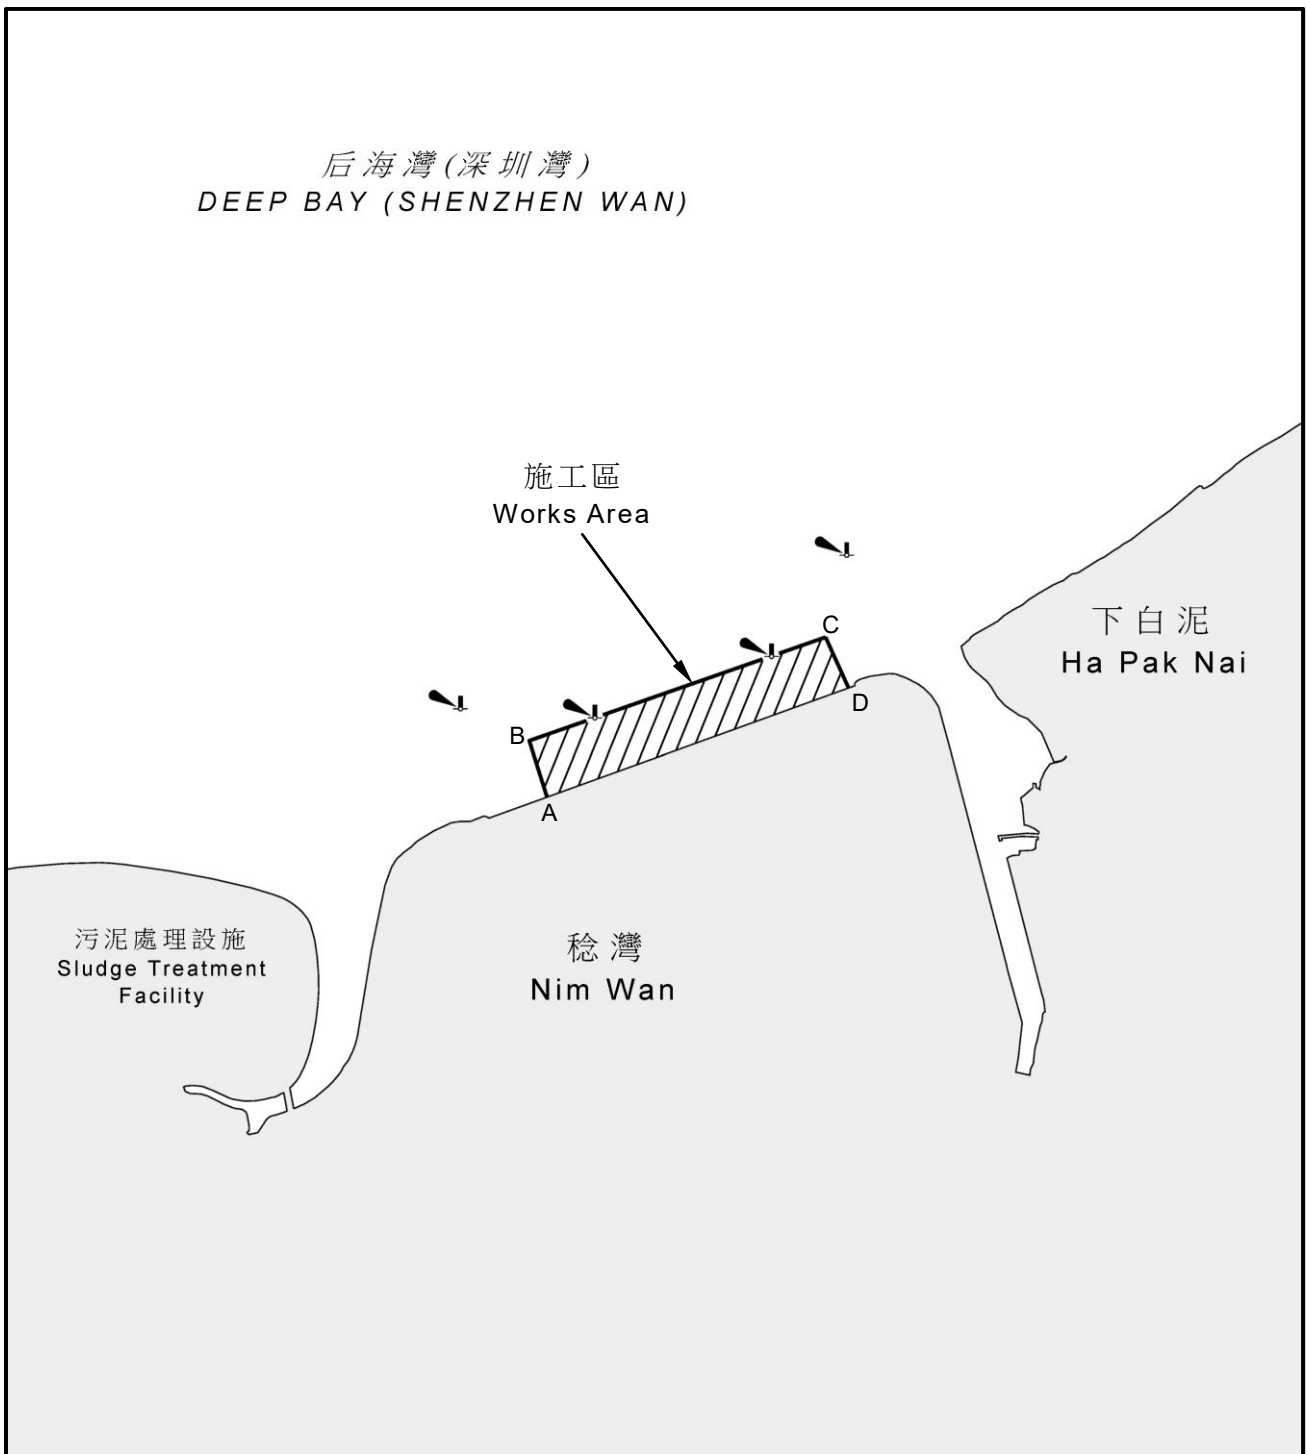 后海灣(深圳灣)
DEEP BAY (SHENZHEN WAN)
施工區
Works Area
C
下白泥
Ha Pak Nai
B
D
A
污泥處理設施
Sludge Treatment
Facility
稔灣
Nim Wan